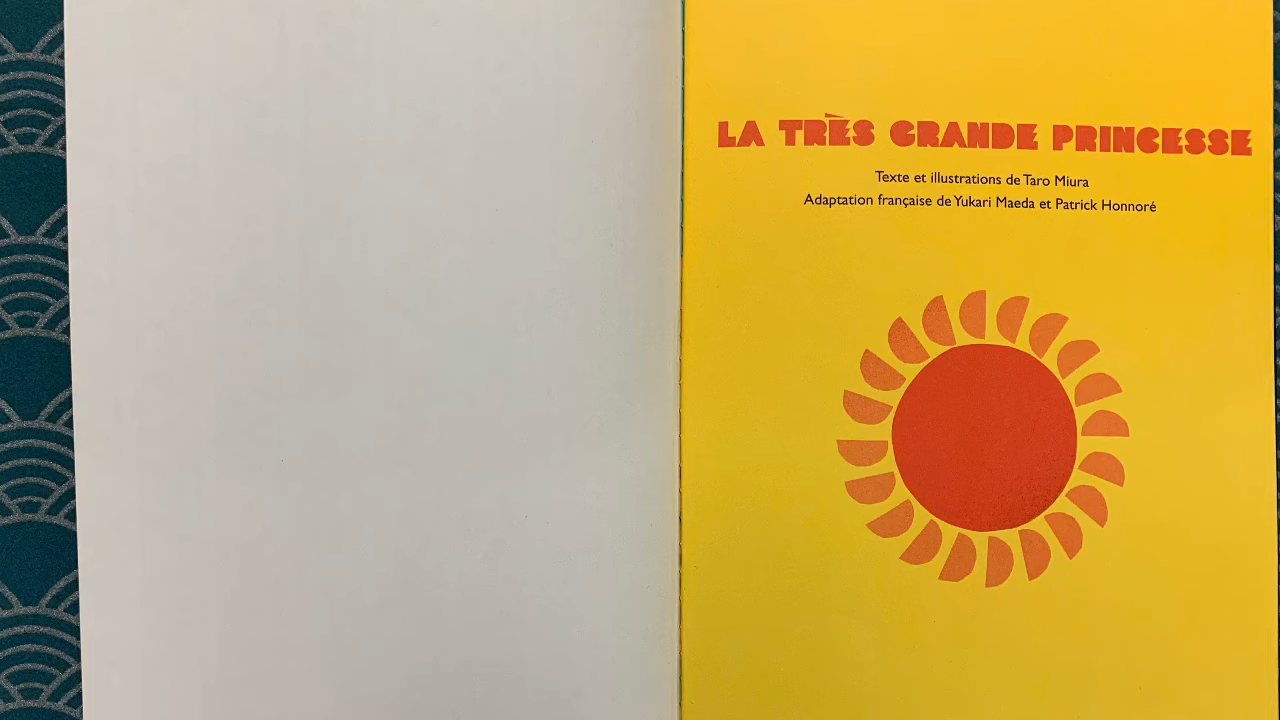 LA TRÈS GRANDE PRINCESSE
Texte et illustrations de Taro Miura
Adaptation française de Yukari Maeda et Patrick Honnoré